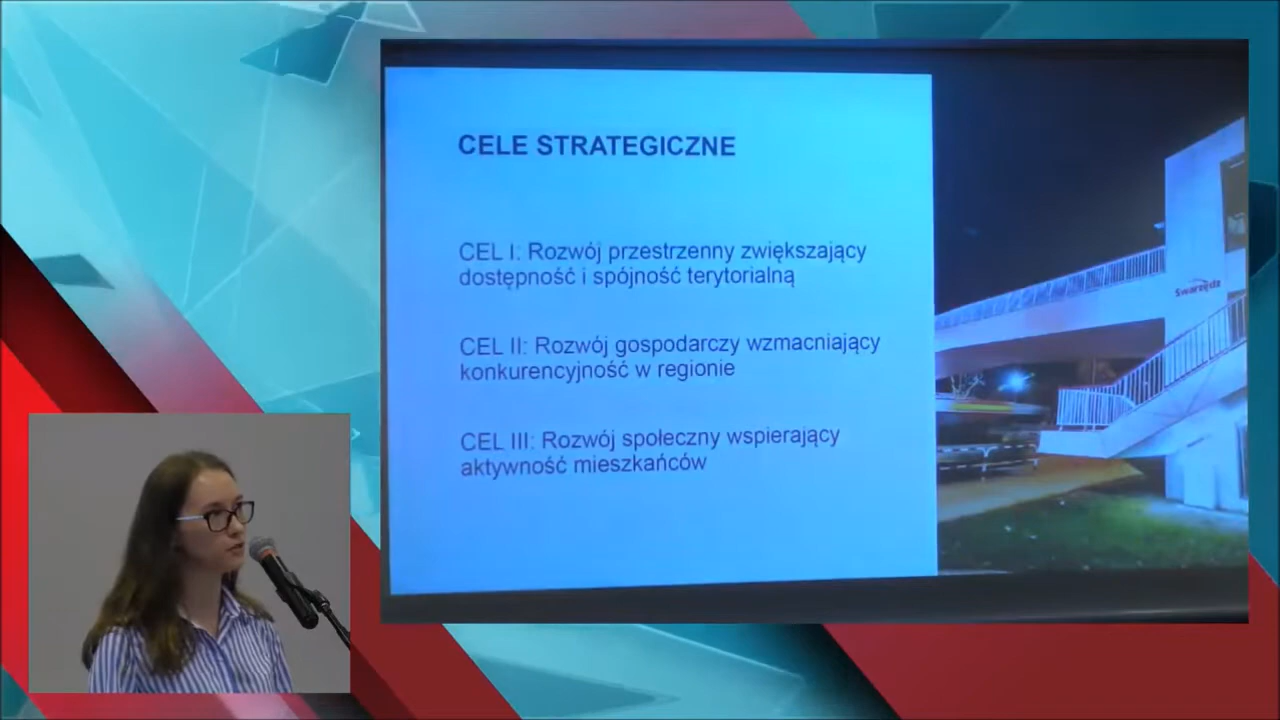 CELE STRATEGICZNE
CEL I: Rozwój przestrzenny zwiększający
dostępność i spójność terytorialną
CEL II: Rozwój gospodarczy wzmacniający
konkurencyjność w regionie
CEL III: Rozwój społeczny wspierający
aktywność mieszkańców
Swarzędz